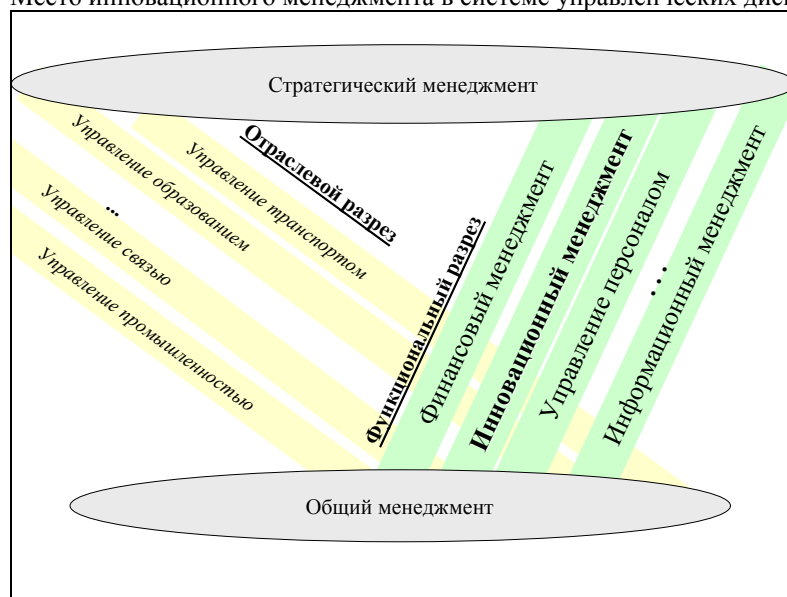 Место инновационного менеджмента в системе управленческих
Стратегический менеджмент
Отраслевой разрез
Управление транспортом
Управление образованием
...
Управление связью
Управление промышленностью
Функциональный разрез
Финансовый менеджмент
Инновационный менеджмент
Управление персоналом
...
Информационный менеджмент
Общий менеджмент